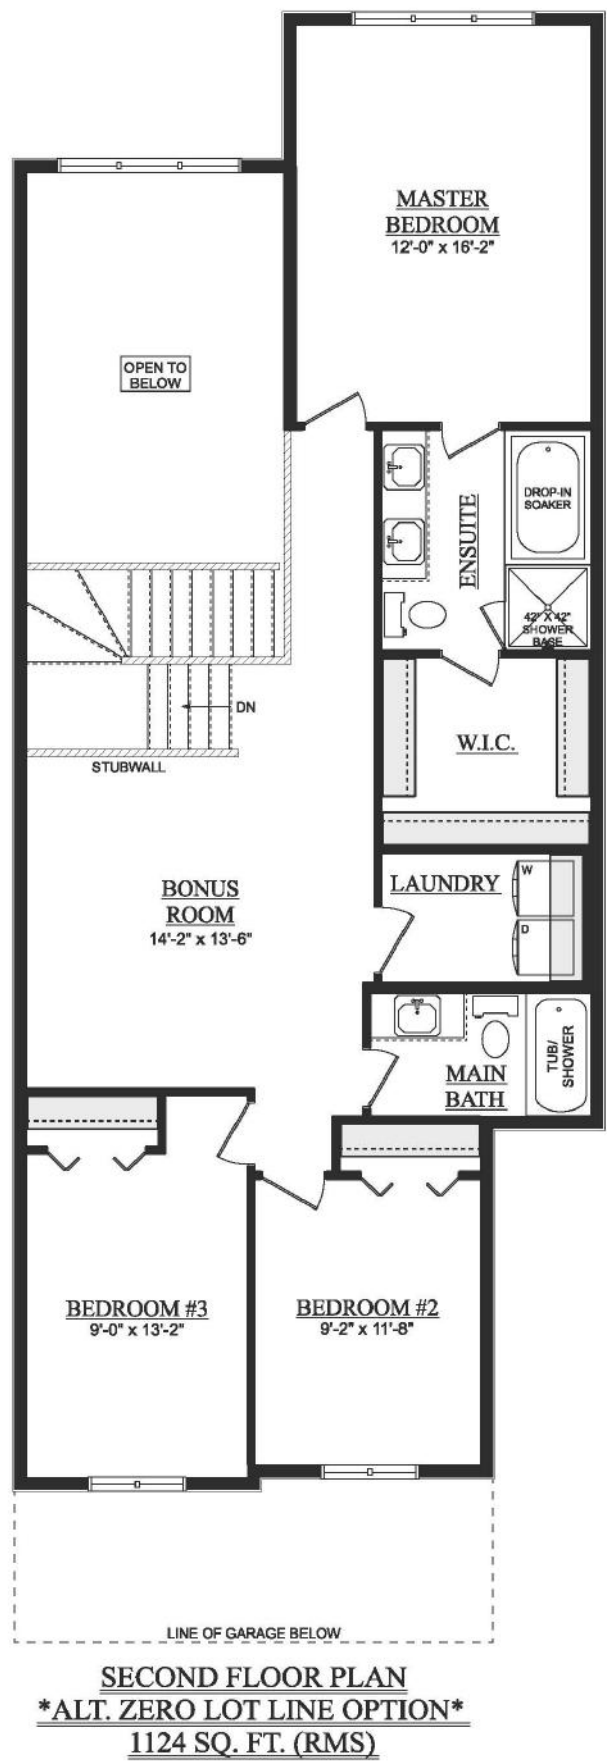 MASTER
BEDROOM
12'-0" x 16'-2"
OPEN TO
BELOW
DROP-IN
SOAKER
ENSUITE
42" X 42"
SHOWER
BASE
DN
W.I.C.
STUBWALL
LAUNDRY
W
D
BONUS
ROOM
14'-2" x 13'-6"
TUB/
SHOWER
MAIN
BATH
BEDROOM #3
9'-0" x 13'-2"
BEDROOM #2
9'-2" x 11'-8"
LINE OF GARAGE BELOW
SECOND FLOOR PLAN
*ALT. ZERO LOT LINE OPTION*
1124 SQ. FT. (RMS)